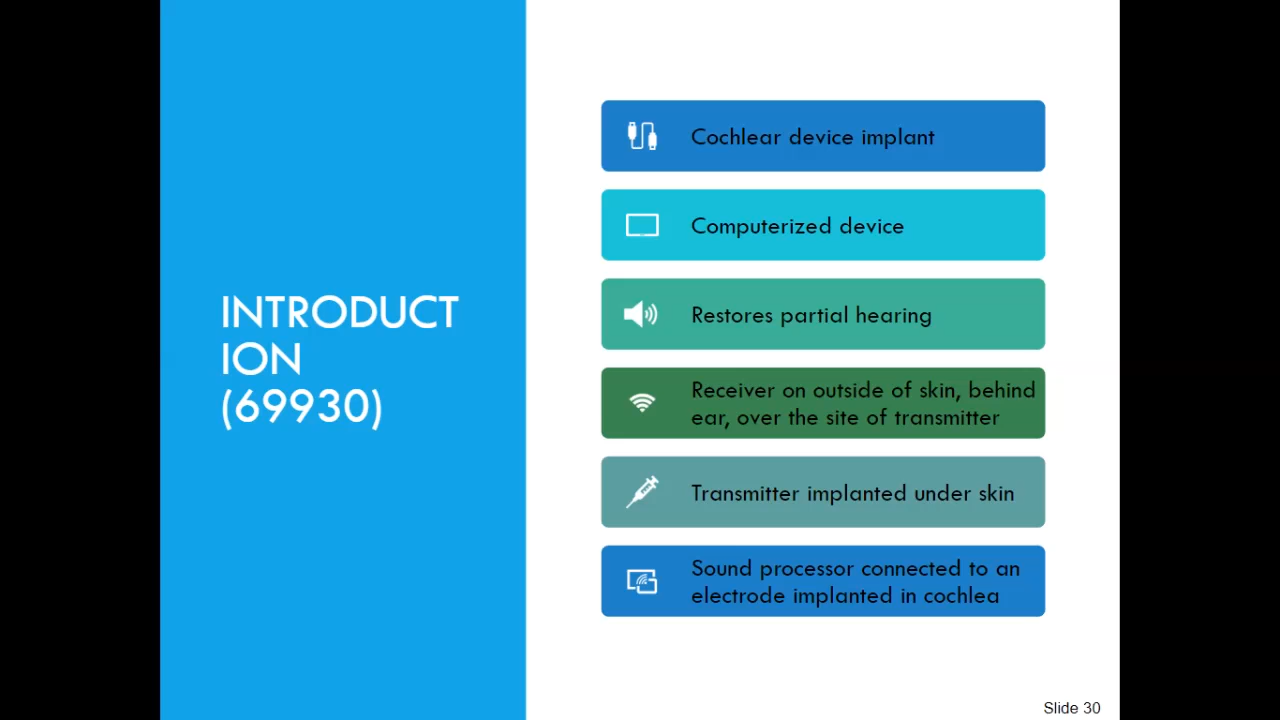 INTRODUCT
ION
(69930)
Cochlear device implant
Computerized device
Restores partial hearing
Receiver on outside of skin, behind
ear, over the site of transmitter
Transmitter implanted under skin
Sound processor connected to an
electrode implanted in cochlea
Slide 30